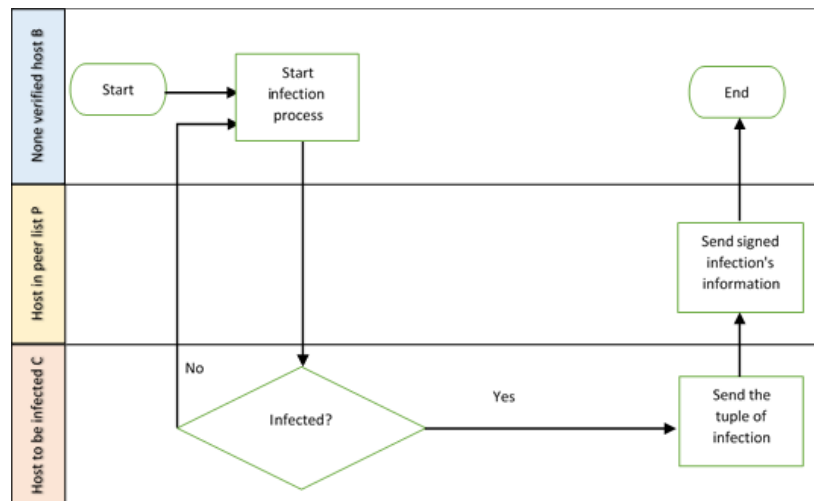 None verified host B
Start
Start
infection
process
End
Host in peer list P
Send signed
infection's
information
Host to be infected C
No
Infected?
Yes
Send the
tuple of
infection